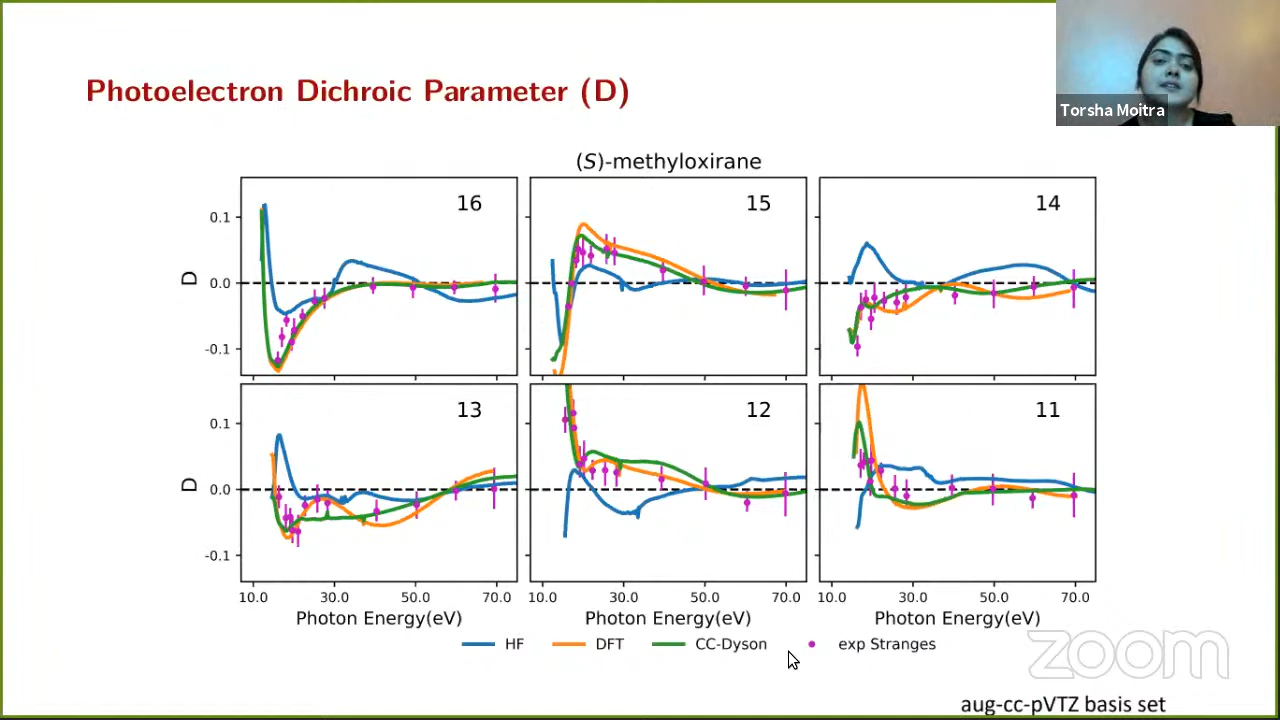 Photoelectron Dichroic Parameter (D)
Torsha Moitra
(S)-methyloxirane
16
15
14
0.1
0.0
-0.1
D
13
12
11
0.1
0.0
-0.1
D
10.0 30.0 50.0 70.0
10.0 30.0 50.0 70.0
10.0 30.0 50.0 70.0
Photon Energy(eV)
Photon Energy(eV)
Photon Energy(eV)
HF DFT CC-Dyson exp Stranges
zoom
aug-cc-pVTZ basis set